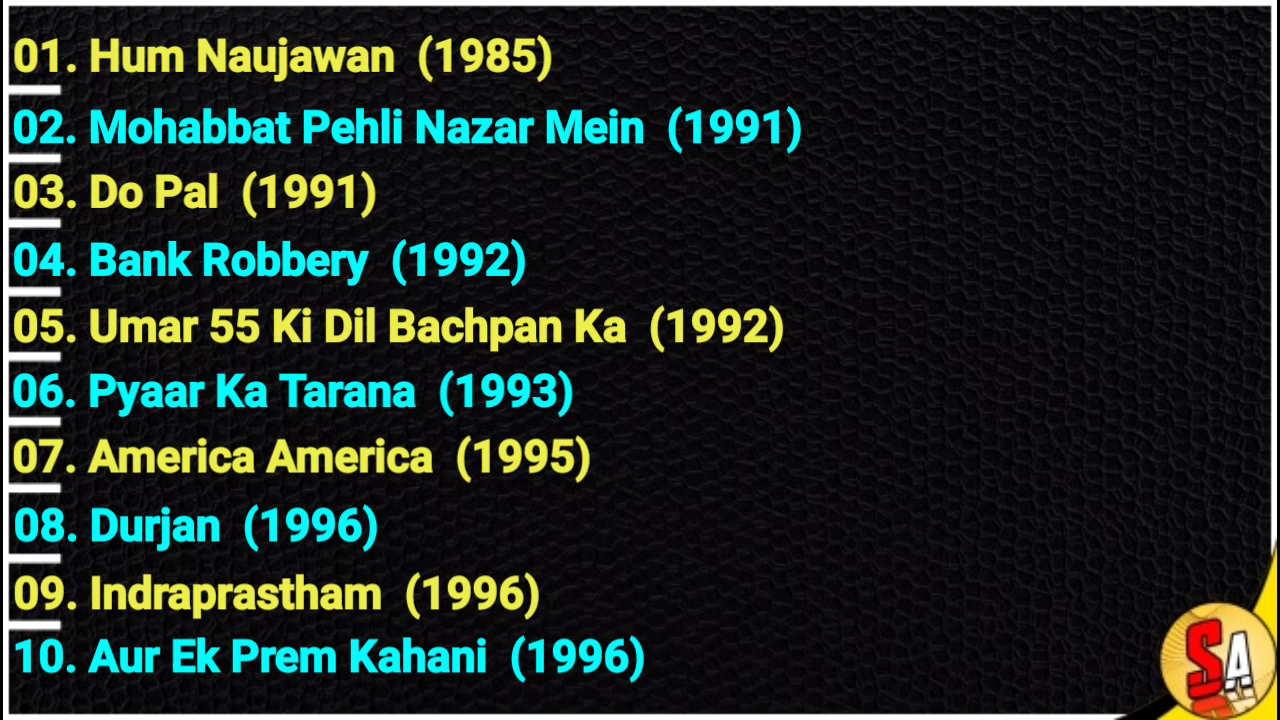 01. Hum Naujawan (1985)
02. Mohabbat Pehli Nazar Mein (1991)
03. Do Pal (1991)
04. Bank Robbery (1992)
05. Umar 55 Ki Dil Bachpan Ka (1992)
06. Pyaar Ka Tarana (1993)
07. America America (1995)
08. Durjan (1996)
09. Indraprastham (1996)
10. Aur Ek Prem Kahani (1996)
SA